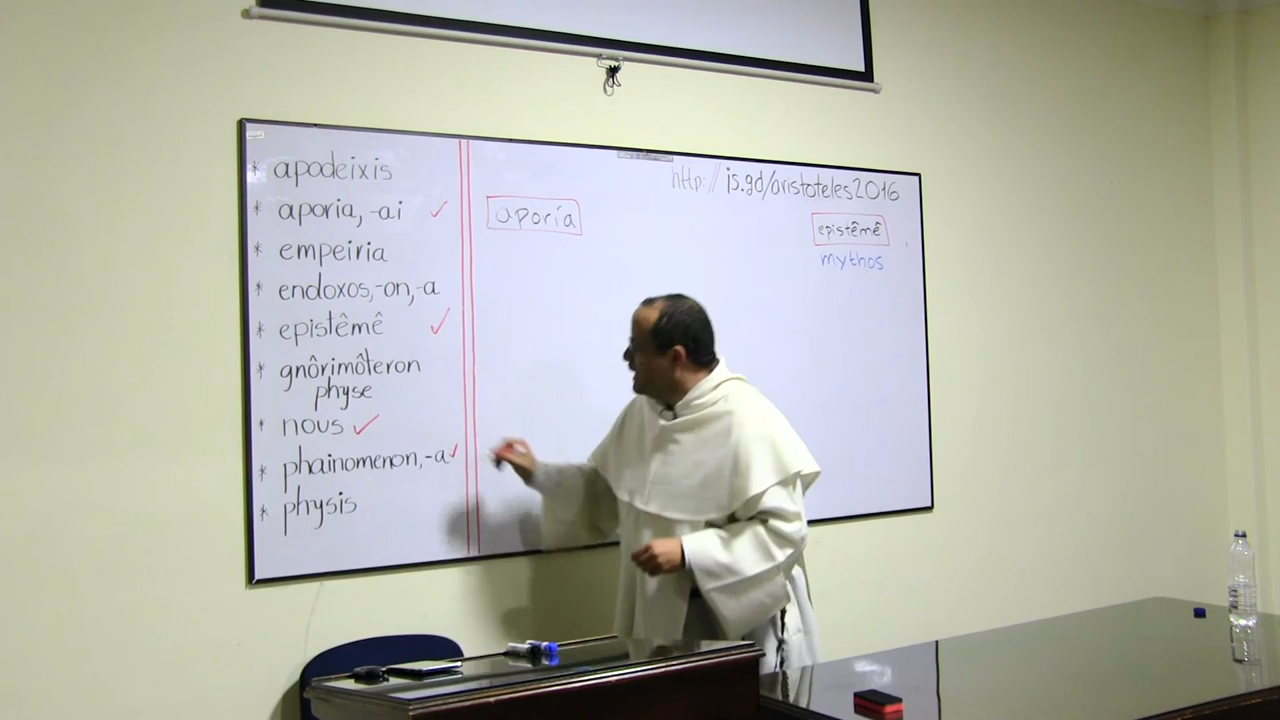 * apodeixis
* aporia, -ai ✓
* empeiria
* endoxos,-on,-a
* epistêmê ✓
* gnôrimôteron
physe
* nous ✓
* phainomenon,-a ✓
* physis
aporía
http://is.gd/aristoteles2016
epistêmê
mythos